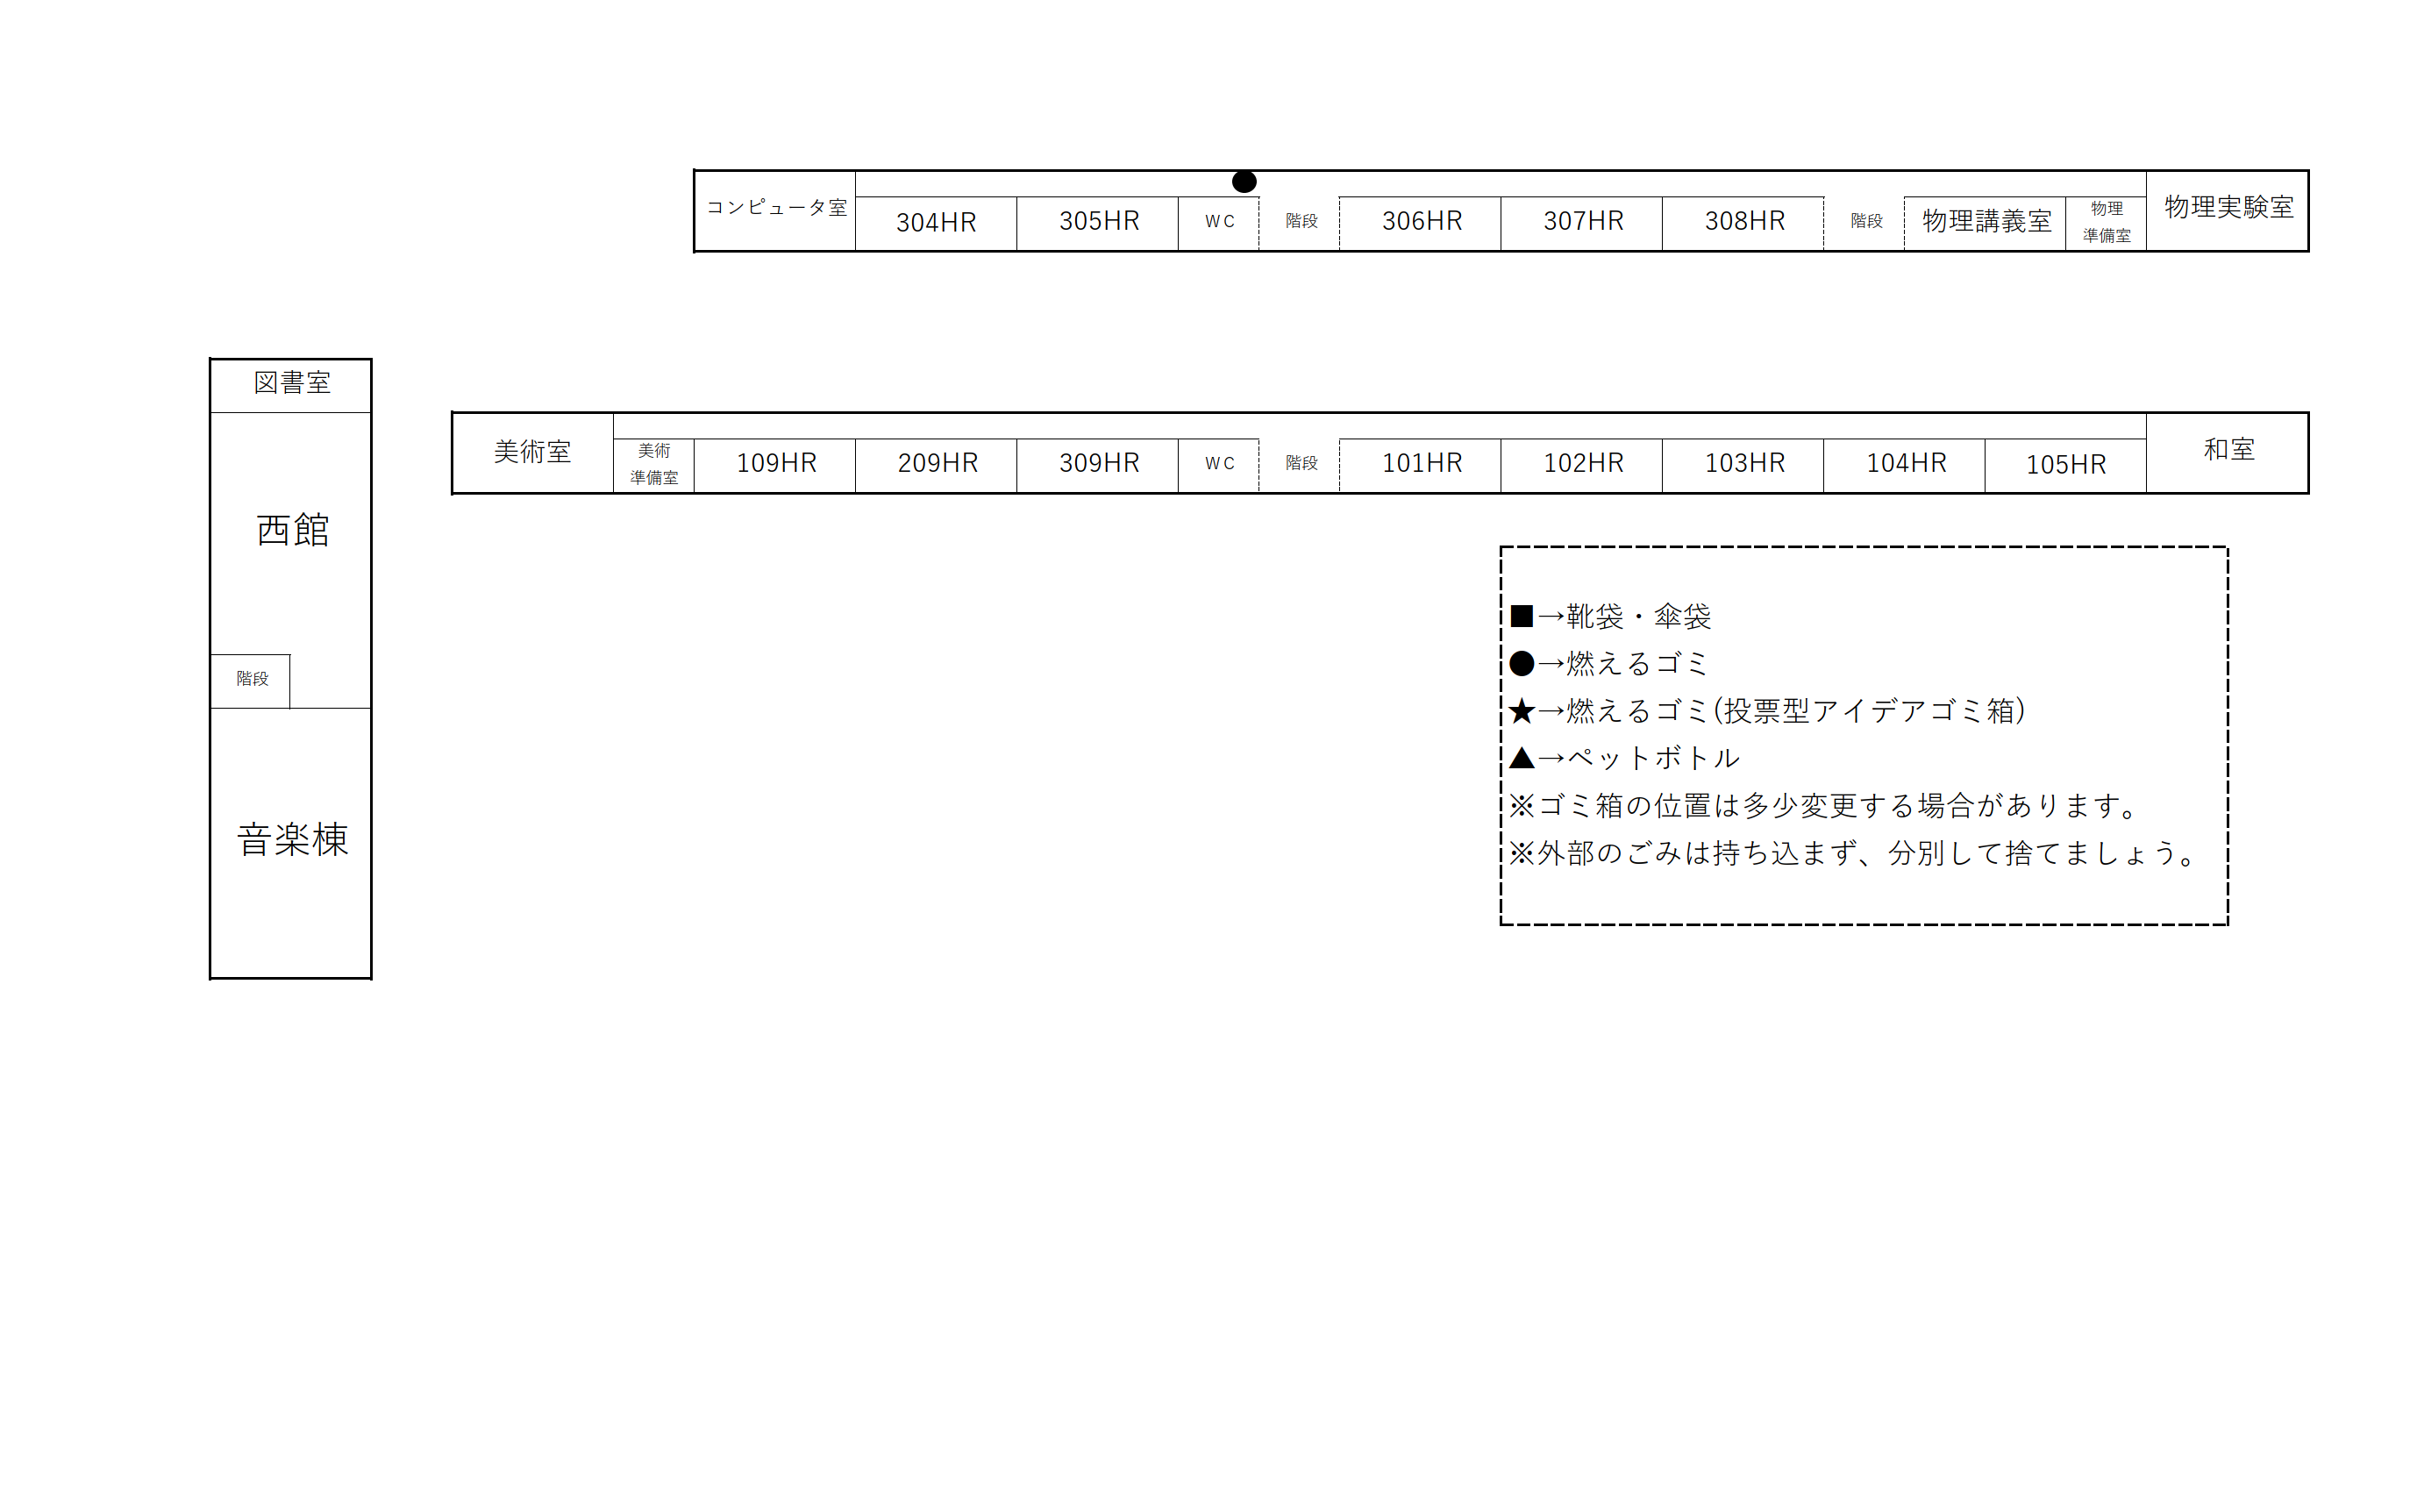 コンピュータ室
304HR
305HR
WC
階段
306HR
307HR
308HR
階段
物理講義室
物理
準備室
物理実験室
図書室
西館
階段
音楽棟
美術室
美術
準備室
109HR
209HR
309HR
WC
階段
101HR
102HR
103HR
104HR
105HR
和室
■→靴袋・傘袋
●→燃えるゴミ
★→燃えるゴミ(投票型アイデアゴミ箱)
▲→ペットボトル
※ゴミ箱の位置は多少変更する場合があります。
※外部のごみは持ち込まず、分別して捨てましょう。